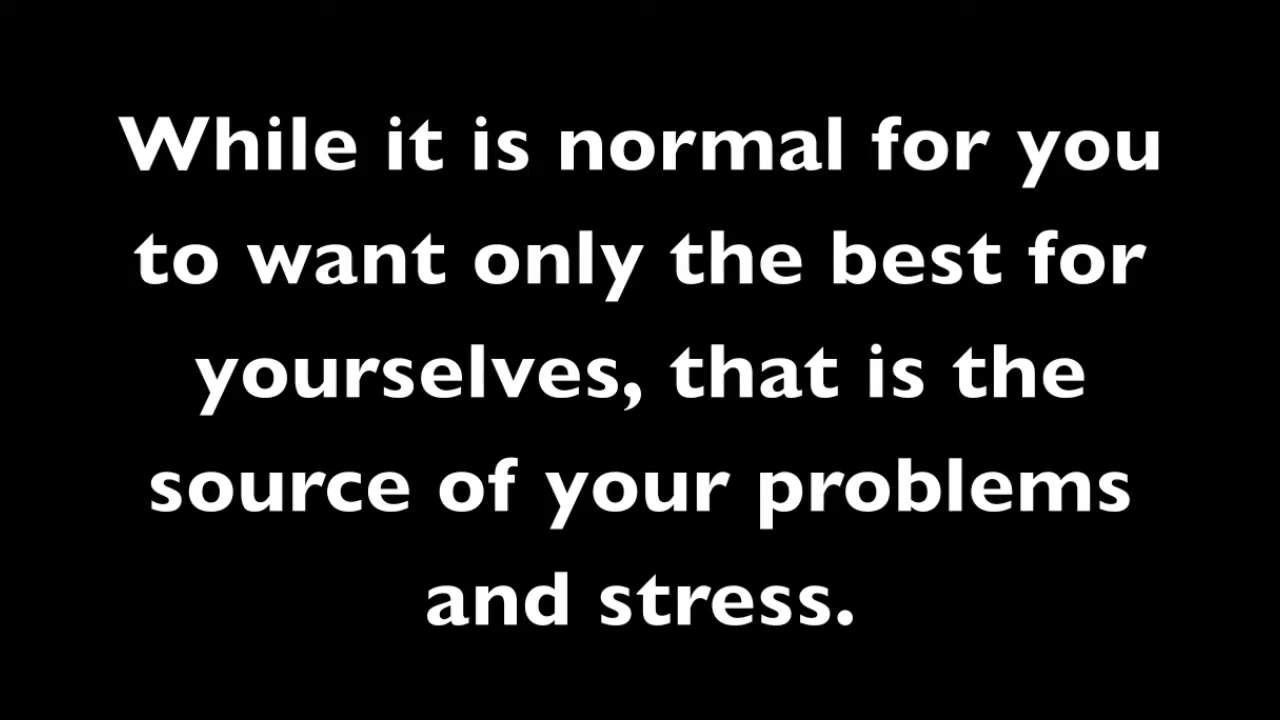 While it is normal for you
to want only the best for
yourselves, that is the
source of your problems
and stress.